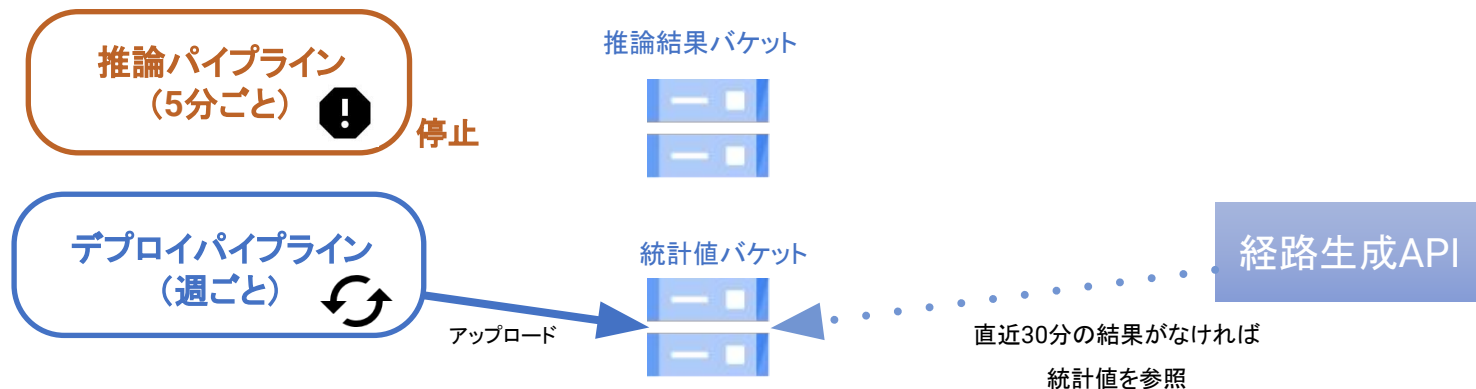 推論パイプライン
（5分ごと）
停止
推論結果バケット
デプロイパイプライン
（週ごと）
アップロード
統計値バケット
経路生成API
直近30分の結果がなければ
統計値を参照